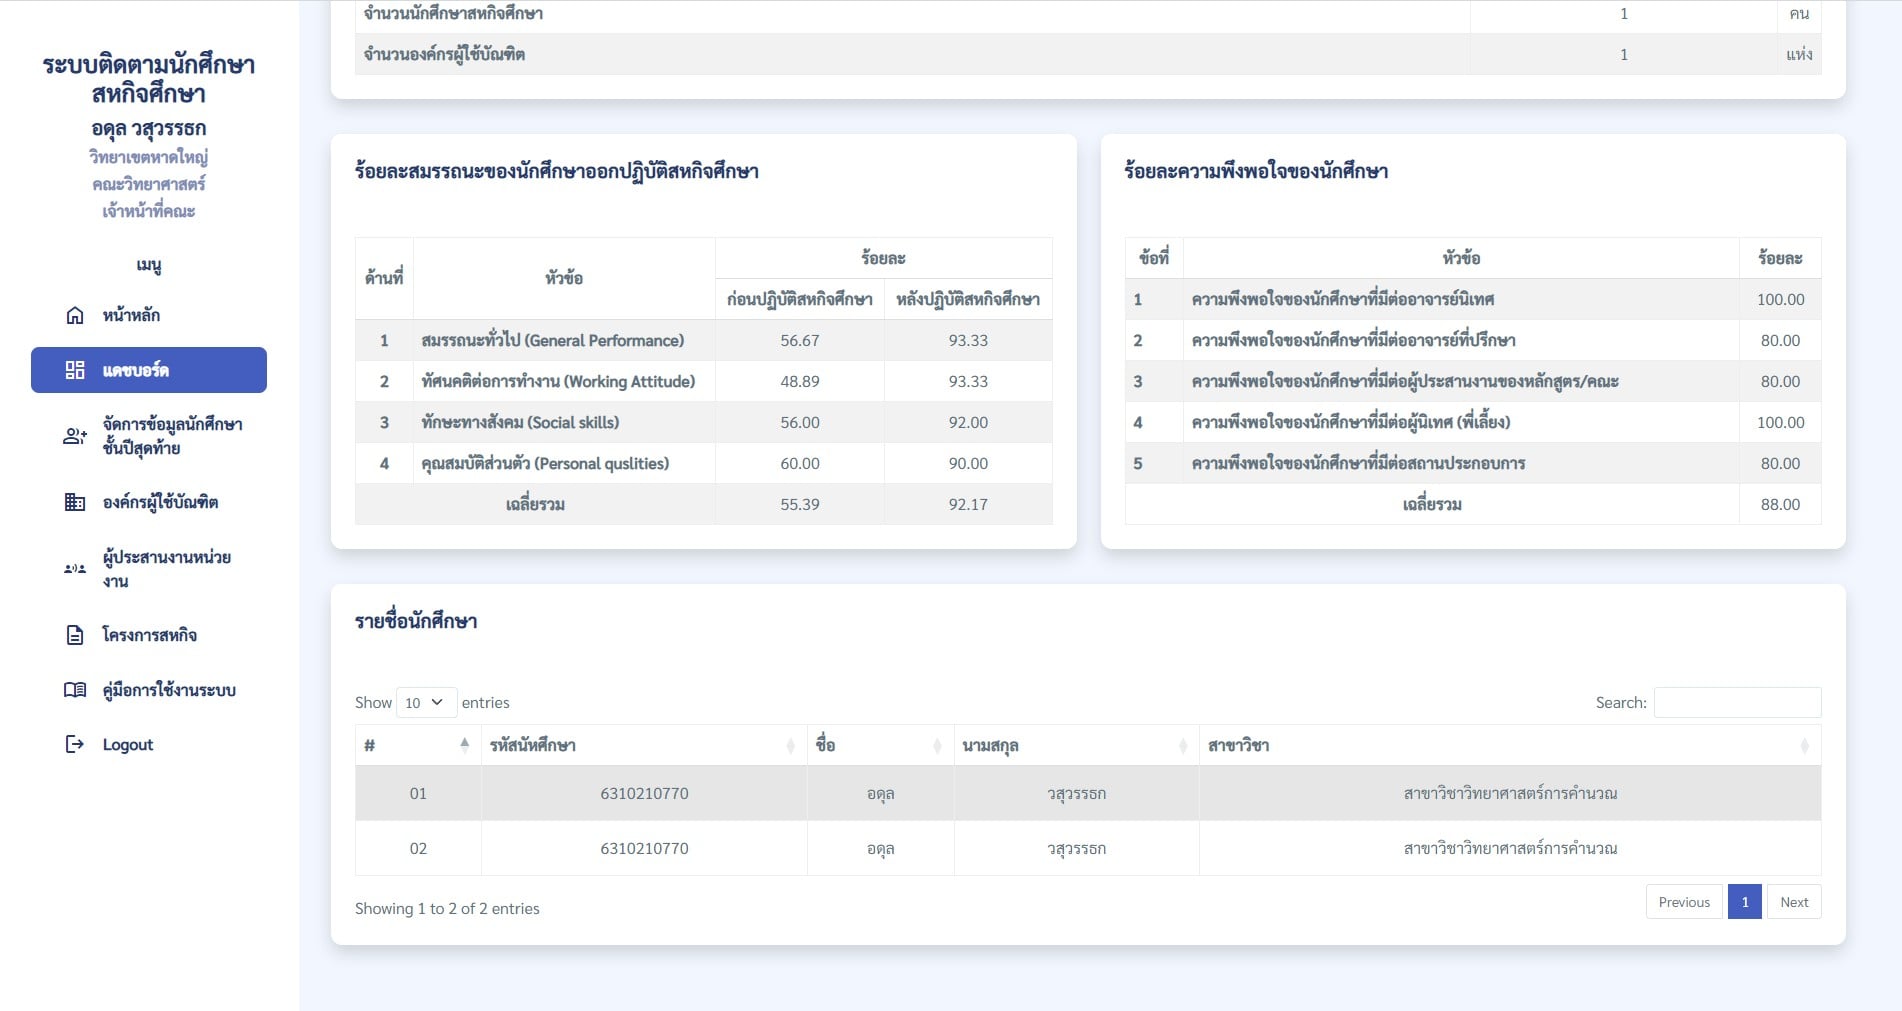 ระบบติดตามนักศึกษา
สหกิจศึกษา
อดุล วสุวรรธก
วิทยาเขตหาดใหญ่
คณะวิทยาศาสตร์
เจ้าหน้าที่คณะ
เมนู
หน้าหลัก
แดชบอร์ด
จัดการข้อมูลนักศึกษา
ชั้นปีสุดท้าย
องค์กรผู้ใช้บัณฑิต
ผู้ประสานงานหน่วย
งาน
โครงการสหกิจ
คู่มือการใช้งานระบบ
Logout
จำนวนนักศึกษาสหกิจศึกษา 1 คน
จำนวนองค์กรผู้ใช้บัณฑิต 1 แห่ง
ร้อยละสมรรถนะของนักศึกษาออกปฏิบัติสหกิจศึกษา
ด้านที่ หัวข้อ ร้อยละ
ก่อนปฏิบัติสหกิจศึกษา หลังปฏิบัติสหกิจศึกษา
1 สมรรถนะทั่วไป (General Performance) 56.67 93.33
2 ทัศนคติต่อการทำงาน (Working Attitude) 48.89 93.33
3 ทักษะทางสังคม (Social skills) 56.00 92.00
4 คุณสมบัติส่วนตัว (Personal quslities) 60.00 90.00
เฉลี่ยรวม 55.39 92.17
ร้อยละความพึงพอใจของนักศึกษา
ข้อที่ หัวข้อ ร้อยละ
1 ความพึงพอใจของนักศึกษาที่มีต่ออาจารย์นิเทศ 100.00
2 ความพึงพอใจของนักศึกษาที่มีต่ออาจารย์ที่ปรึกษา 80.00
3 ความพึงพอใจของนักศึกษาที่มีต่อผู้ประสานงานของหลักสูตร/คณะ 80.00
4 ความพึงพอใจของนักศึกษาที่มีต่อผู้นิเทศ (พี่เลี้ยง) 100.00
5 ความพึงพอใจของนักศึกษาที่มีต่อสถานประกอบการ 80.00
เฉลี่ยรวม 88.00
รายชื่อนักศึกษา
Show 10 entries Search:
# รหัสนัหศึกษา ชื่อ นามสกุล สาขาวิชา
01 6310210770 อดุล วสุวรรธก สาขาวิชาวิทยาศาสตร์การคำนวณ
02 6310210770 อดุล วสุวรรธก สาขาวิชาวิทยาศาสตร์การคำนวณ
Showing 1 to 2 of 2 entries Previous 1 Next